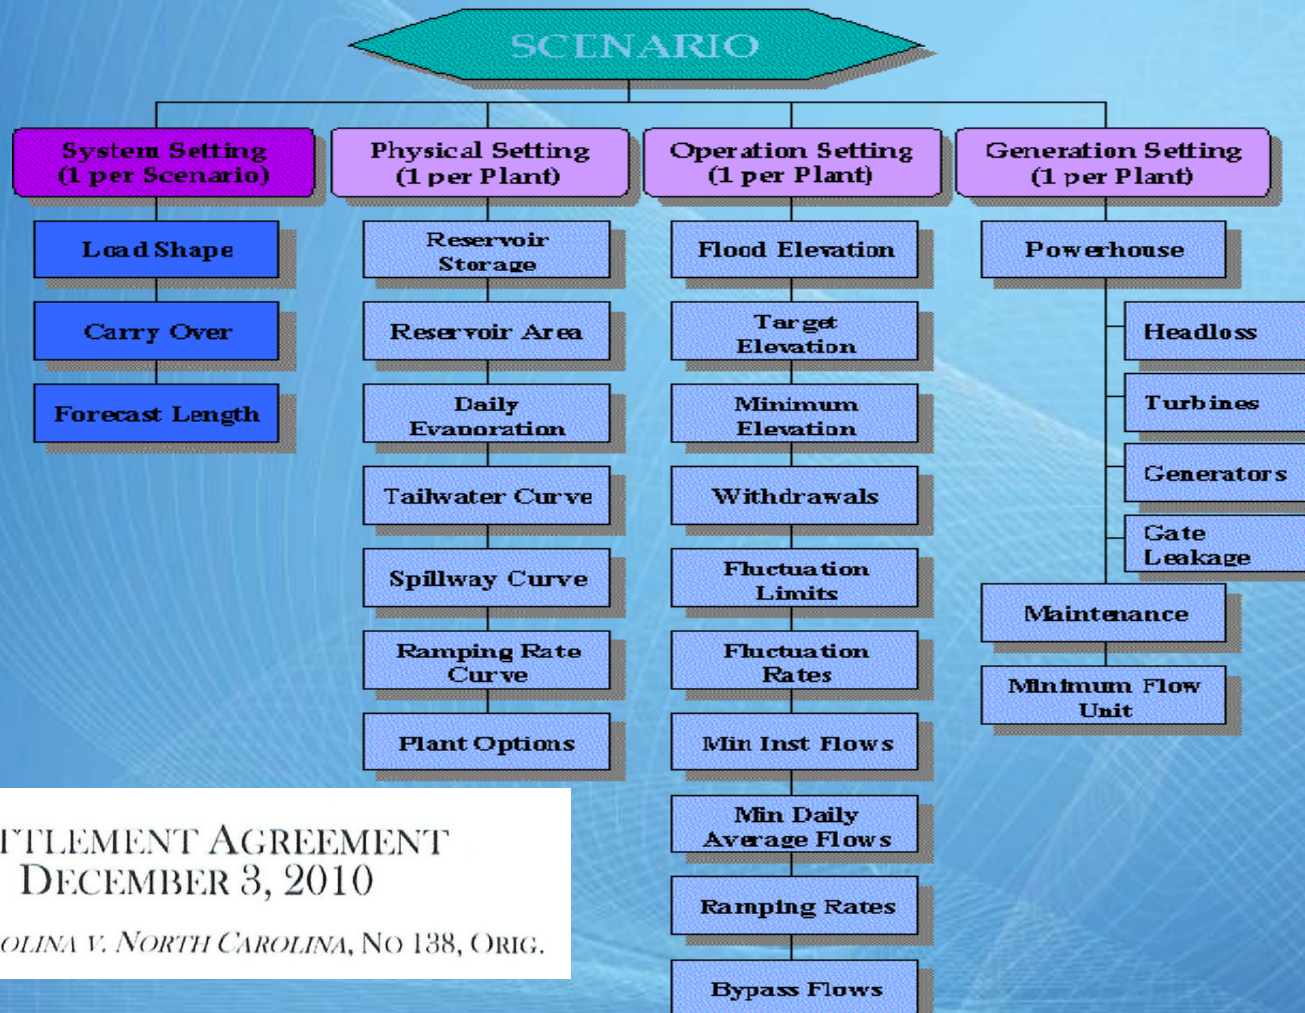 SCENARIO
System Setting
(1 per Scenario)
Load Shape
Carry Over
Forecast Length
Physical Setting
(1 per Plant)
Reservoir
Storage
Reservoir Area
Daily
Evaporation
Tailwater Curve
Spillway Curve
Ramping Rate
Curve
Plant Options
Operation Setting
(1 per Plant)
Flood Elevation
Target
Elevation
Minimum
Elevation
Withdrawals
Fluctuation
Limits
Fluctuation
Rates
Min Inst Flows
Min Daily
Average Flows
Ramping Rates
Bypass Flows
Generation Setting
(1 per Plant)
Powerhouse
Headloss
Turbines
Generators
Gate
Leakage
Maintenance
Minimum Flow
Unit
TTLEMENT AGREEMENT
DECEMBER 3, 2010
OLINA V. NORTH CAROLINA, NO 138, ORIG.